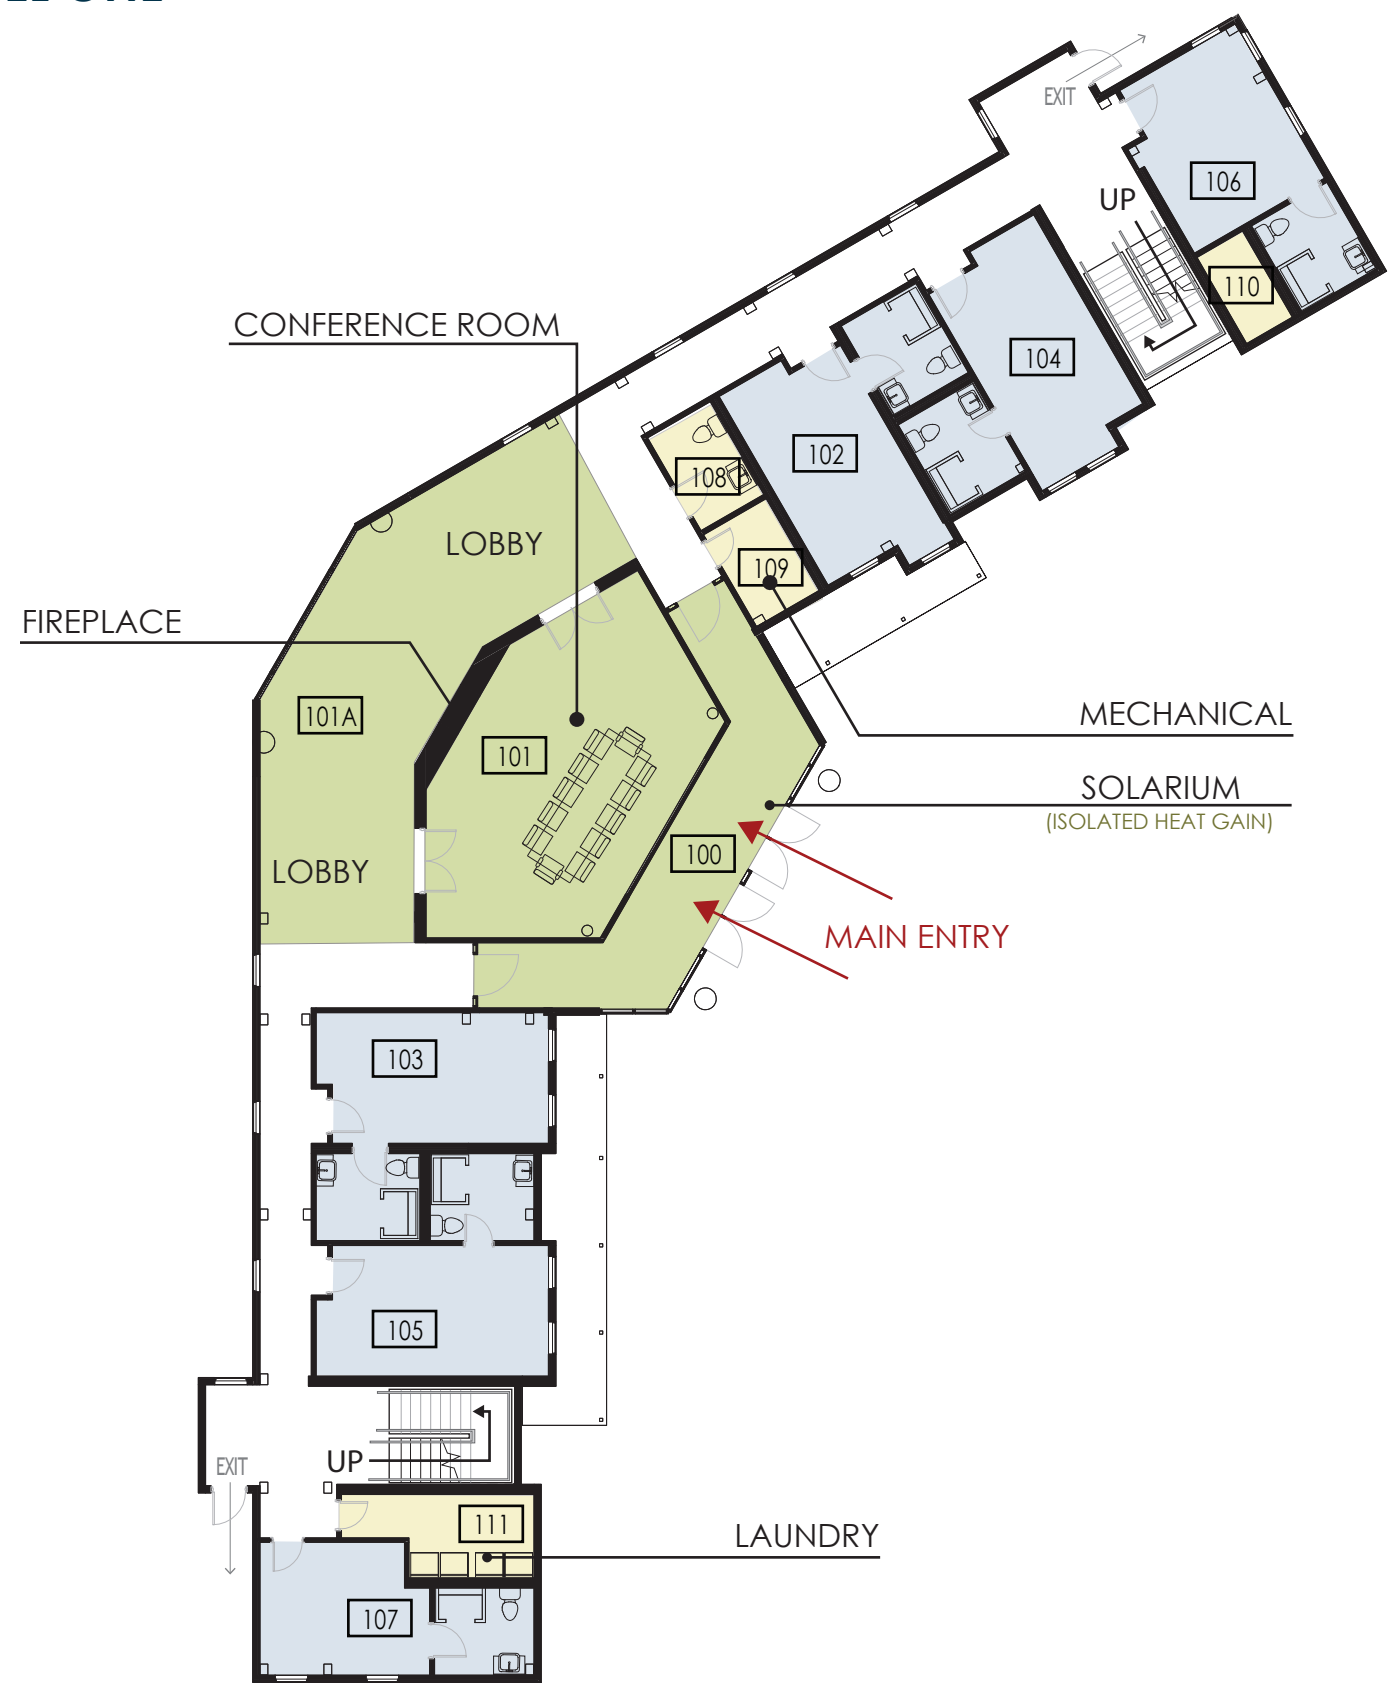 EXIT
106
UP
110
CONFERENCE ROOM
104
102
108
LOBBY
109
FIREPLACE
101A
MECHANICAL
101
SOLARIUM
(ISOLATED HEAT GAIN)
100
LOBBY
MAIN ENTRY
103
105
UP
EXIT
111
LAUNDRY
107